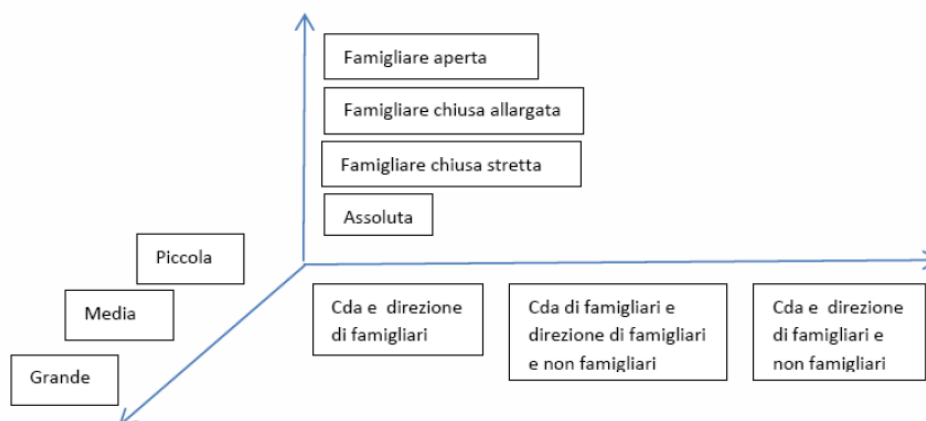 Famigliare aperta
Famigliare chiusa allargata
Famigliare chiusa stretta
Assoluta
Piccola
Media
Grande
Cda e direzione
di famigliari
Cda di famigliari e
direzione di famigliari
e non famigliari
Cda e direzione
di famigliari e
non famigliari